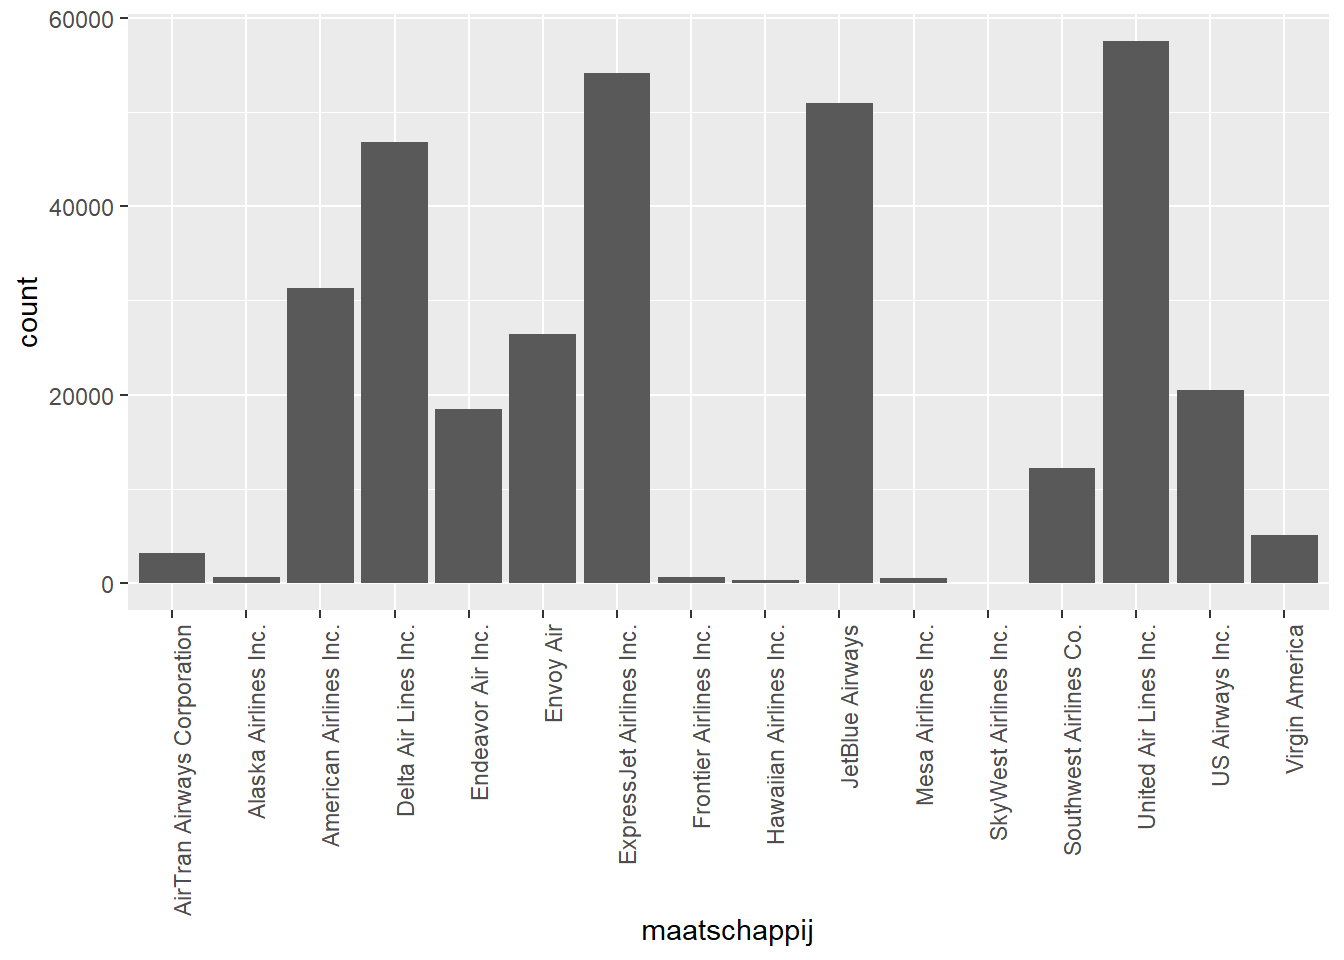 60000
40000
20000
0
count
AirTran Airways Corporation
Alaska Airlines Inc.
American Airlines Inc.
Delta Air Lines Inc.
Endeavor Air Inc.
Envoy Air
ExpressJet Airlines Inc.
Frontier Airlines Inc.
Hawaiian Airlines Inc.
JetBlue Airways
Mesa Airlines Inc.
SkyWest Airlines Inc.
Southwest Airlines Co.
United Air Lines Inc.
US Airways Inc.
Virgin America
maatschappij